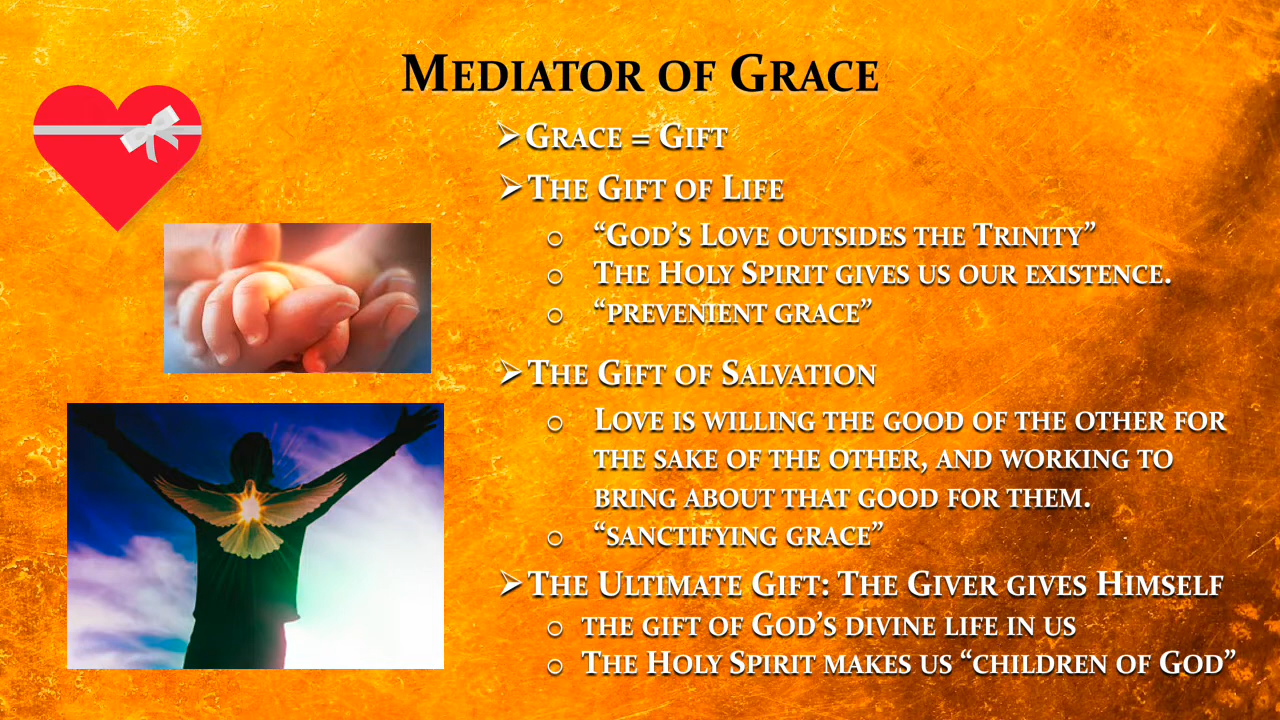 Mediator of Grace
➢Grace = Gift
➢The Gift of Life
o “God’s Love outsides the Trinity”
o The Holy Spirit gives us our existence.
o “prevenient grace”
➢The Gift of Salvation
o Love is willing the good of the other for
the sake of the other, and working to
bring about that good for them.
o “sanctifying grace”
➢The Ultimate Gift: The Giver gives Himself
o the gift of God’s divine life in us
o The Holy Spirit makes us “children of God”